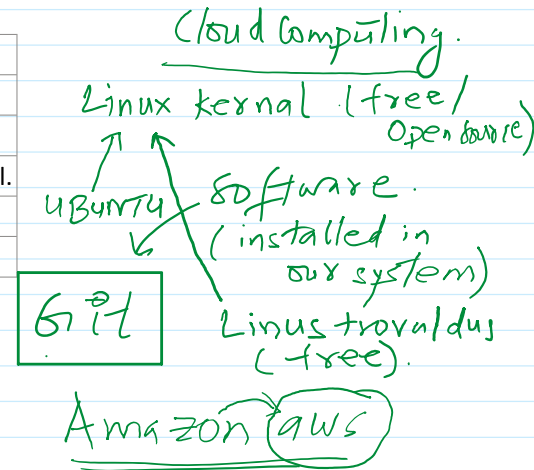 Cloud Computing.
Linux kernal (free/
Open source)
l.
UBUNTU
software.
(installed in
our system)
Git
Linus trovaldus
(free).
Amazon aws